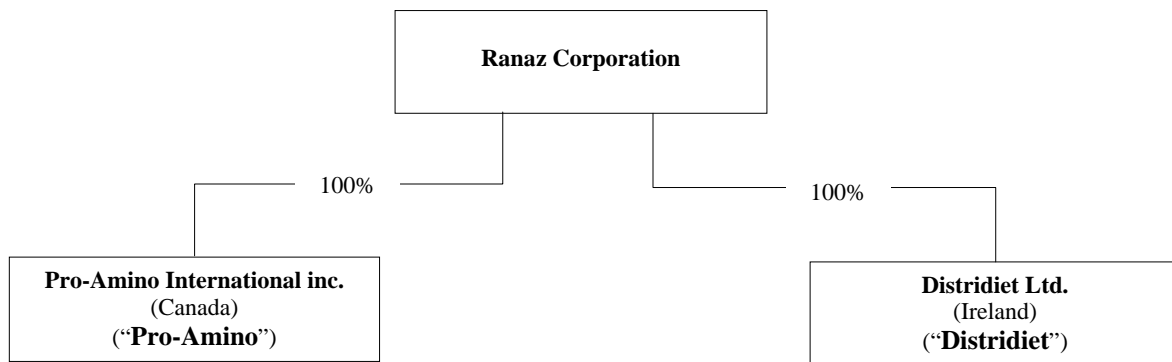 Ranaz Corporation
100%
100%
Pro-Amino International inc.
(Canada)
(“Pro-Amino”)
Distridiet Ltd.
(Ireland)
(“Distridiet”)